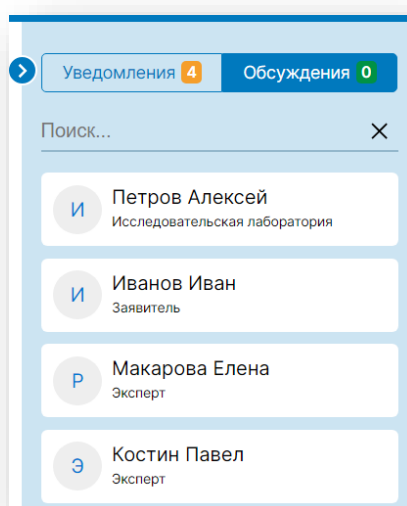 Уведомления 4 Обсуждения 0
Поиск...
И Петров Алексей
Исследовательская лаборатория
И Иванов Иван
Заявитель
Р Макарова Елена
Эксперт
Э Костин Павел
Эксперт